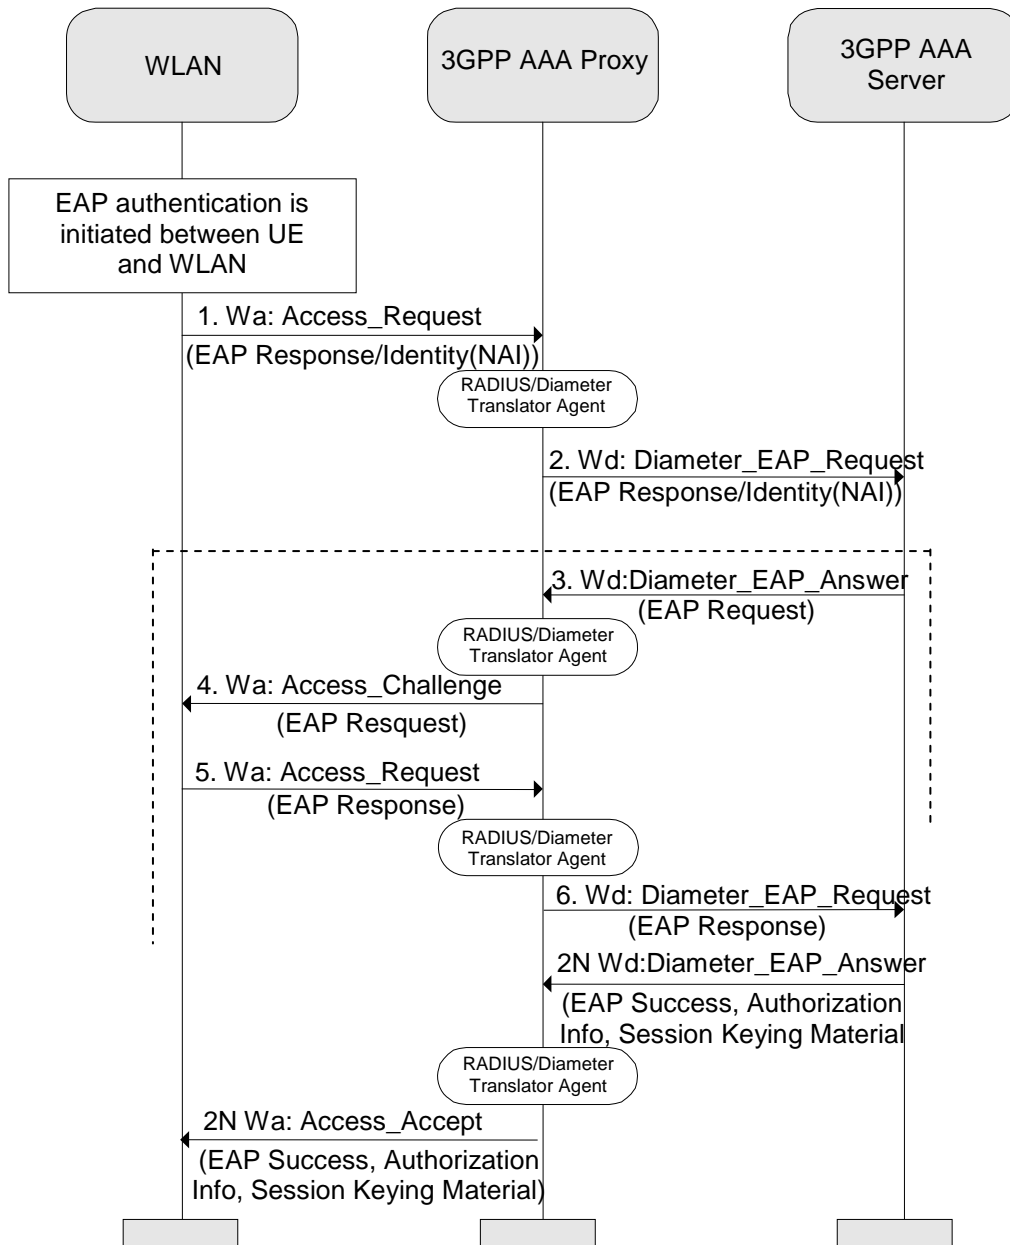 WLAN
3GPP AAA Proxy
3GPP AAA
Server
EAP authentication is
initiated between UE
and WLAN
1. Wa: Access_Request
(EAP Response/Identity(NAI))
RADIUS/Diameter
Translator Agent
2. Wd: Diameter_EAP_Request
(EAP Response/Identity(NAI))
3. Wd:Diameter_EAP_Answer
(EAP Request)
RADIUS/Diameter
Translator Agent
4. Wa: Access_Challenge
(EAP Resquest)
5. Wa: Access_Request
(EAP Response)
RADIUS/Diameter
Translator Agent
6. Wd: Diameter_EAP_Request
(EAP Response)
2N Wd:Diameter_EAP_Answer
(EAP Success, Authorization
Info, Session Keying Material
RADIUS/Diameter
Translator Agent
2N Wa: Access_Accept
(EAP Success, Authorization
Info, Session Keying Material)